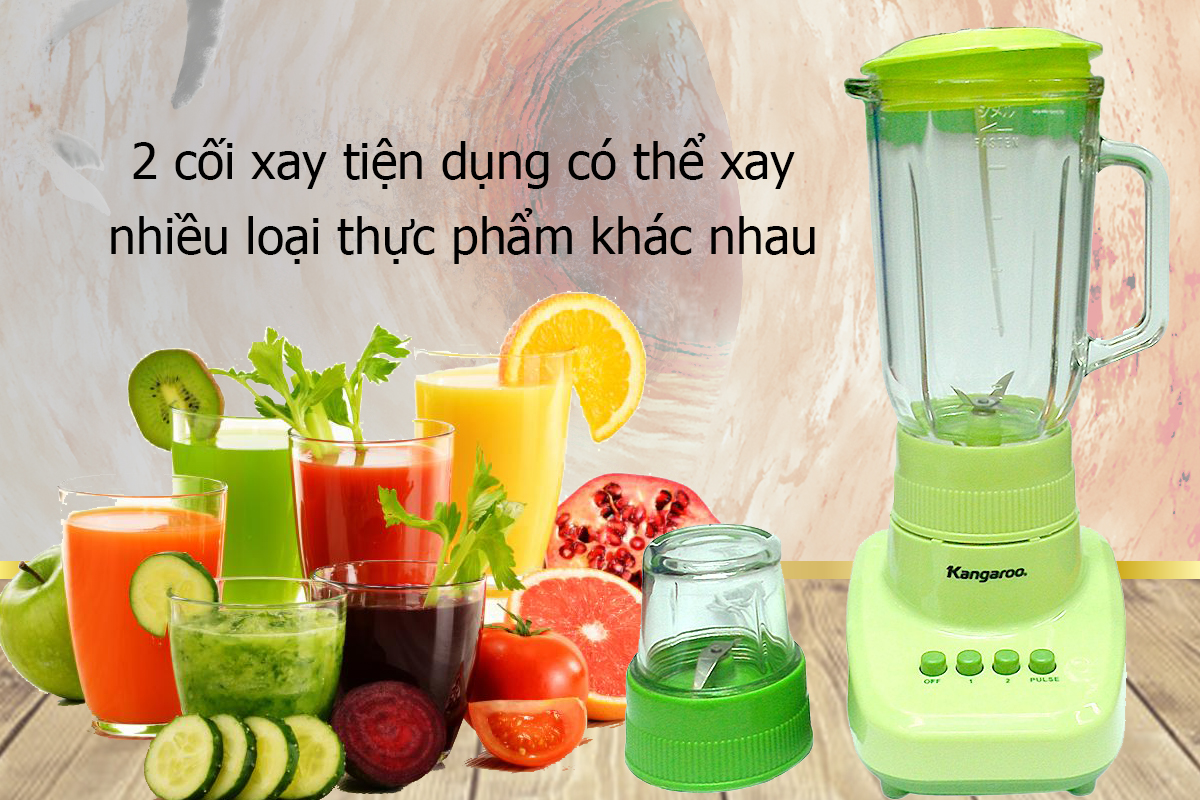 2 cối xay tiện dụng có thể xay
nhiều loại thực phẩm khác nhau
Kangaroo
OFF 1 2 PULSE